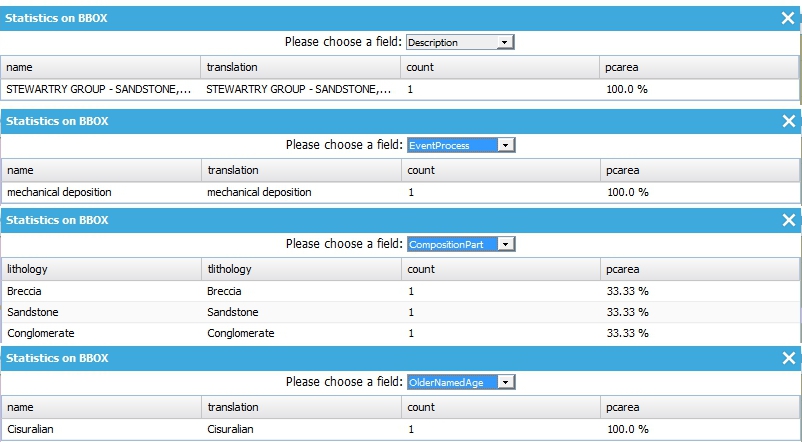 Statistics on BBOX
Please choose a field: Description
name translation count pcarea
STEWARTRY GROUP - SANDSTONE,... STEWARTRY GROUP - SANDSTONE,... 1 100.0 %
Statistics on BBOX
Please choose a field: EventProcess
name translation count pcarea
mechanical deposition mechanical deposition 1 100.0 %
Statistics on BBOX
Please choose a field: CompositionPart
lithology tlithology count pcarea
Breccia Breccia 1 33.33 %
Sandstone Sandstone 1 33.33 %
Conglomerate Conglomerate 1 33.33 %
Statistics on BBOX
Please choose a field: OlderNamedAge
name translation count pcarea
Cisuralian Cisuralian 1 100.0 %